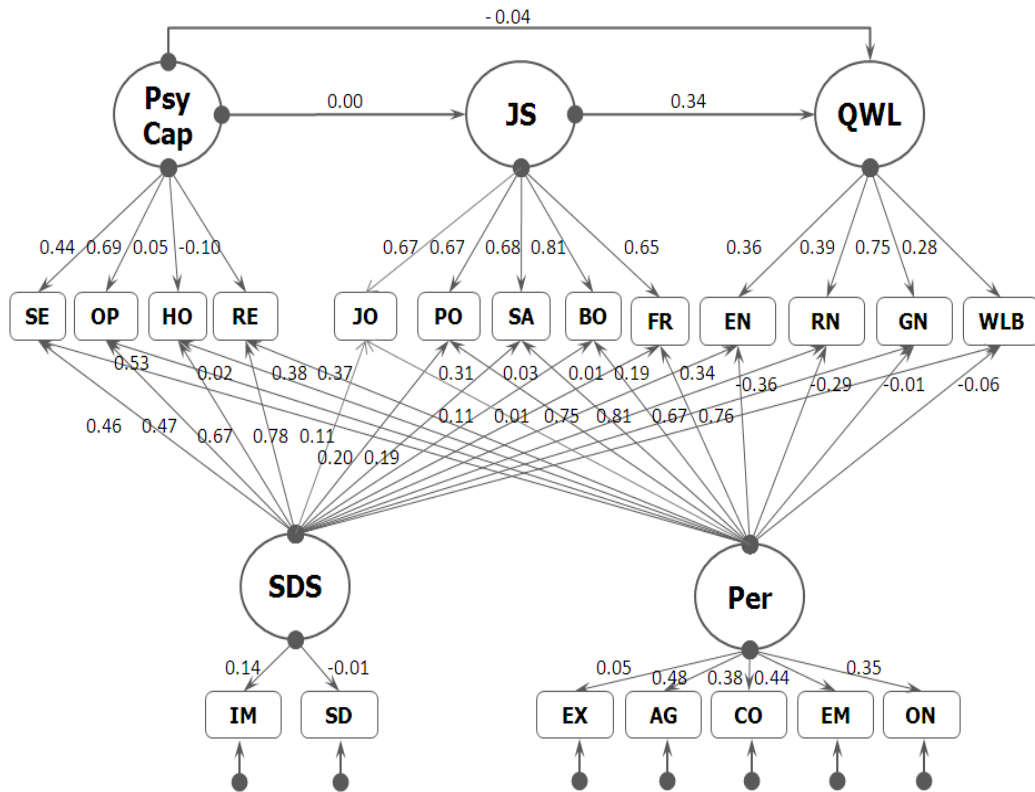 - 0.04
Psy
Cap
0.00
JS
0.34
QWL
0.44 0.69 0.05 -0.10
0.67 0.67 0.68 0.81 0.65
0.36 0.39 0.75 0.28
SE OP HO RE JO PO SA BO FR EN RN GN WLB
0.53 0.02 0.38 0.37 0.31 0.03 0.01 0.19 0.34 -0.36 -0.29 -0.01 -0.06
0.46 0.47 0.67 0.78 0.11 0.20 0.19 0.11 0.01 0.75 0.81 0.67 0.76
SDS
Per
0.14 -0.01
0.05 0.48 0.38 0.44 0.35
IM SD EX AG CO EM ON